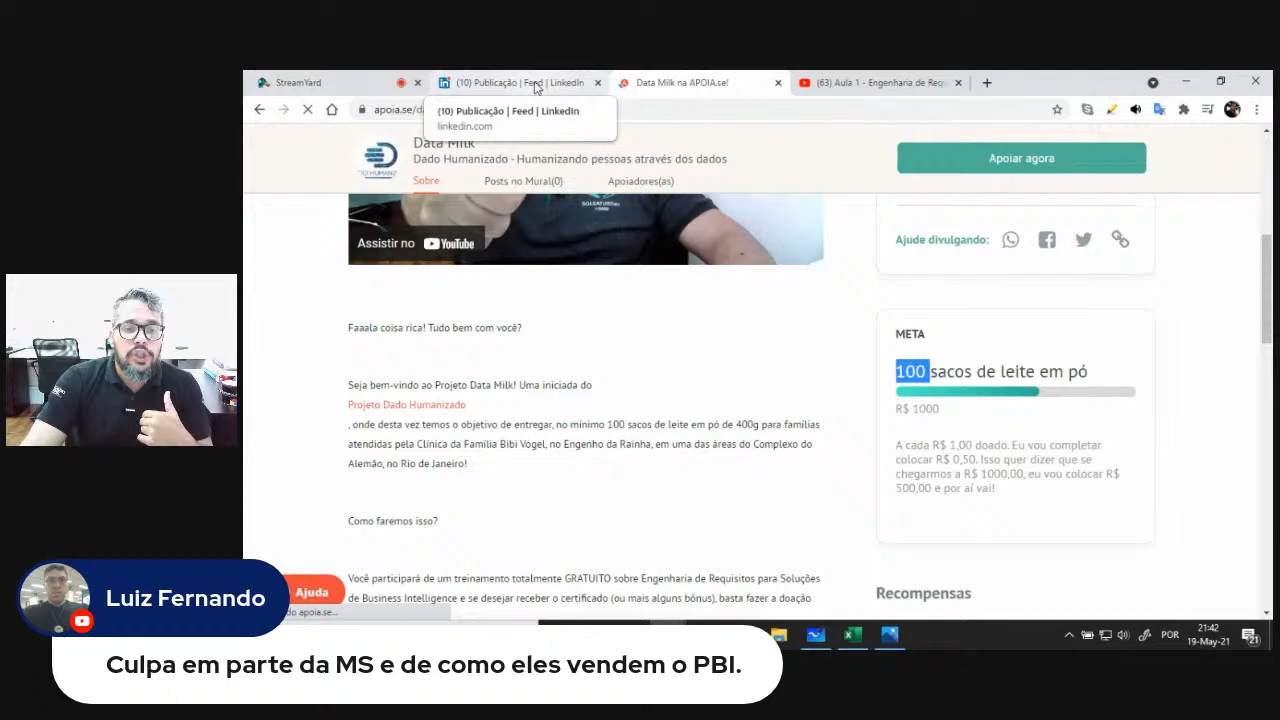 StreamYard
(10) Publicação | Feed | LinkedIn
Data Milk na APOIA.se!
(63) Aula 1 - Engenharia de Req
(10) Publicação | Feed | LinkedIn
linkedin.com
apoia.se/d
Data Milk
Dado Humanizado - Humanizando pessoas através dos dados
Apoiar agora
Sobre
Posts no Mural(0)
Apoiadores(as)
Assistir no YouTube
Ajude divulgando:
Faaala coisa rica! Tudo bem com você?
Seja bem-vindo ao Projeto Data Milk! Uma iniciada do
Projeto Dado Humanizado
, onde desta vez temos o objetivo de entregar, no mínimo 100 sacos de leite em pó de 400g para famílias
atendidas pela Clínica da Família Bibi Vogel, no Engenho da Rainha, em uma das áreas do Complexo do
Alemão, no Rio de Janeiro!
Como faremos isso?
Você participará de um treinamento totalmente GRATUITO sobre Engenharia de Requisitos para Soluções
de Business Intelligence e se desejar receber o certificado (ou mais alguns bônus), basta fazer a doação
META
100 sacos de leite em pó
R$ 1000
A cada R$ 1,00 doado. Eu vou completar
colocar R$ 0,50. Isso quer dizer que se
chegarmos a R$ 1000,00, eu vou colocar R$
500,00 e por aí vai!
Recompensas
Ajuda
do apoia.se...
POR
21:42
19-May-21
21
Luiz Fernando
Culpa em parte da MS e de como eles vendem o PBI.